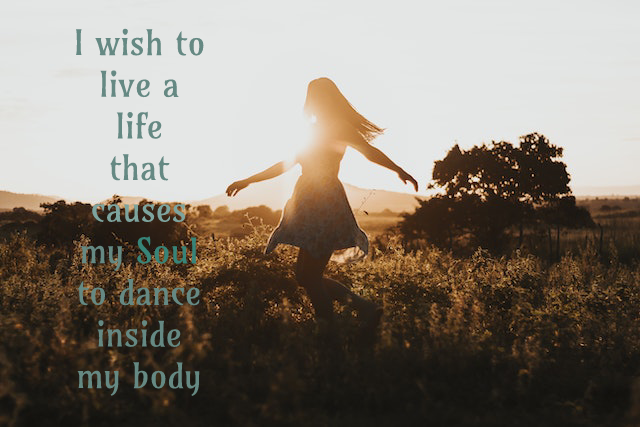 I wish to
live a
life
that
causes
my Soul
to dance
inside
my body